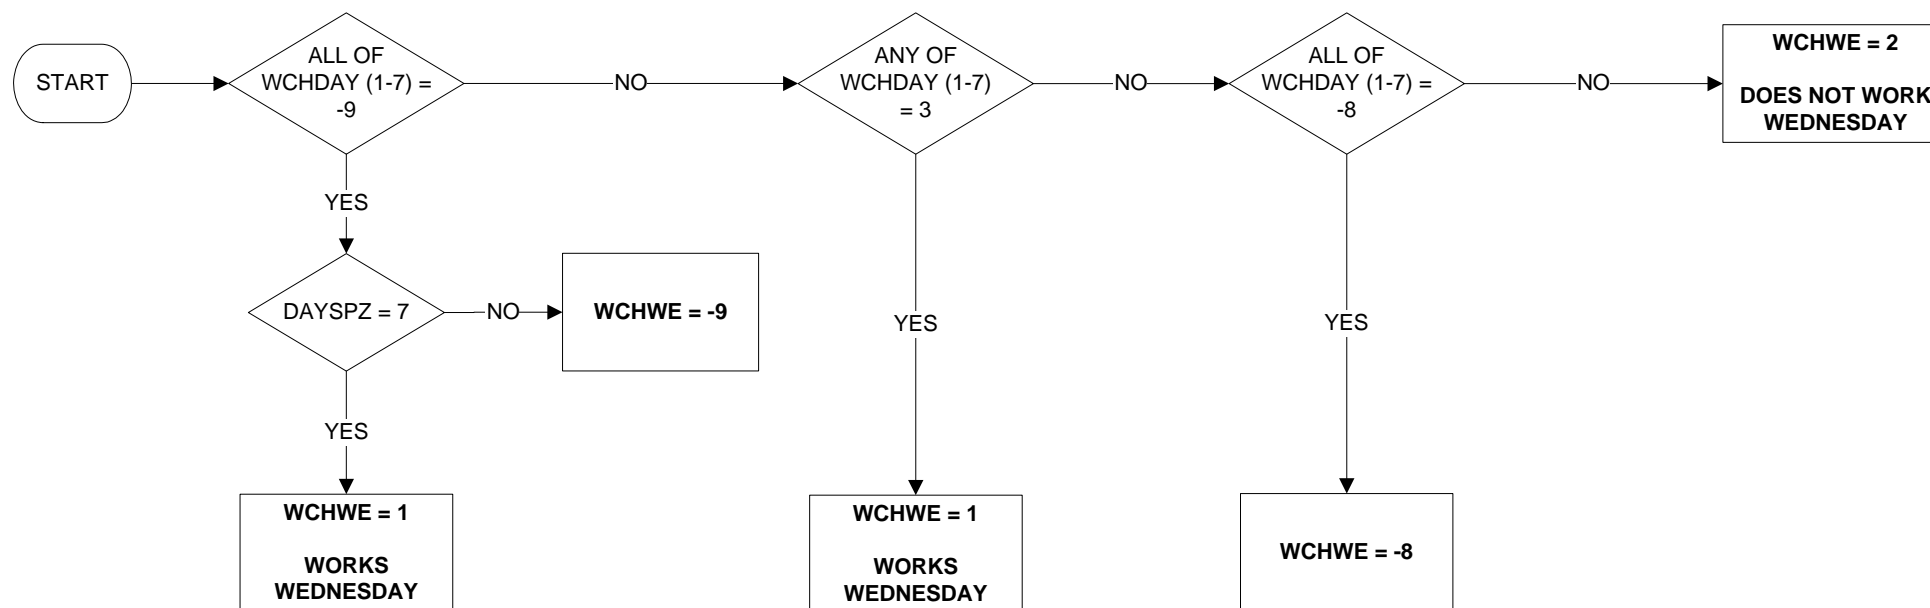 START
ALL OF
WCHDAY (1-7) =
-9
NO
ANY OF
WCHDAY (1-7)
= 3
NO
ALL OF
WCHDAY (1-7) =
-8
NO
WCHWE = 2
DOES NOT WORK
WEDNESDAY
YES
DAYSPZ = 7
NO
WCHWE = -9
YES
YES
YES
WCHWE = 1
WORKS
WEDNESDAY
WCHWE = 1
WORKS
WEDNESDAY
WCHWE = -8